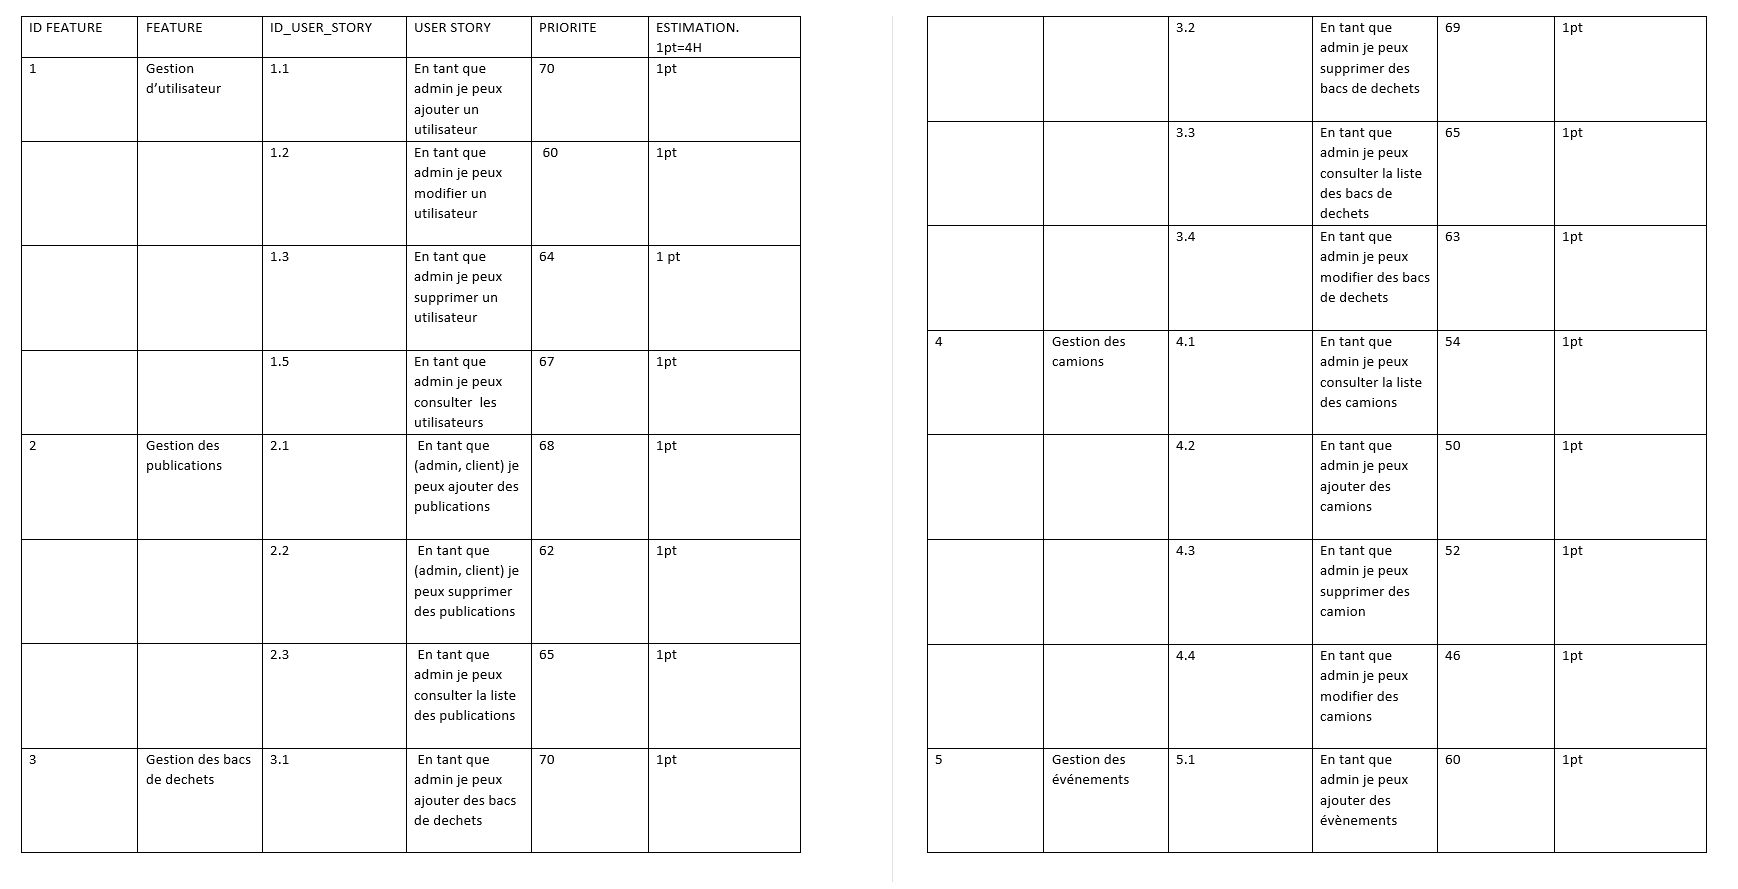 ID FEATURE FEATURE ID_USER_STORY USER STORY PRIORITE ESTIMATION.
1pt=4H
1 Gestion 1.1 En tant que 70 1pt
d’utilisateur admin je peux
ajouter un
utilisateur
1.2 En tant que 60 1pt
admin je peux
modifier un
utilisateur
1.3 En tant que 64 1 pt
admin je peux
supprimer un
utilisateur
1.5 En tant que 67 1pt
admin je peux
consulter les
utilisateurs
2 Gestion des 2.1 En tant que 68 1pt
publications (admin, client) je
peux ajouter des
publications
2.2 En tant que 62 1pt
(admin, client) je
peux supprimer
des publications
2.3 En tant que 65 1pt
admin je peux
consulter la liste
des publications
3 Gestion des bacs 3.1 En tant que 70 1pt
de dechets admin je peux
ajouter des bacs
de dechets
3.2 En tant que 69 1pt
admin je peux
supprimer des
bacs de dechets
3.3 En tant que 65 1pt
admin je peux
consulter la liste
des bacs de
dechets
3.4 En tant que 63 1pt
admin je peux
modifier des bacs
de dechets
4 Gestion des 4.1 En tant que 54 1pt
camions admin je peux
consulter la liste
des camions
4.2 En tant que 50 1pt
admin je peux
ajouter des
camions
4.3 En tant que 52 1pt
admin je peux
supprimer des
camion
4.4 En tant que 46 1pt
admin je peux
modifier des
camions
5 Gestion des 5.1 En tant que 60 1pt
événements admin je peux
ajouter des
évènements